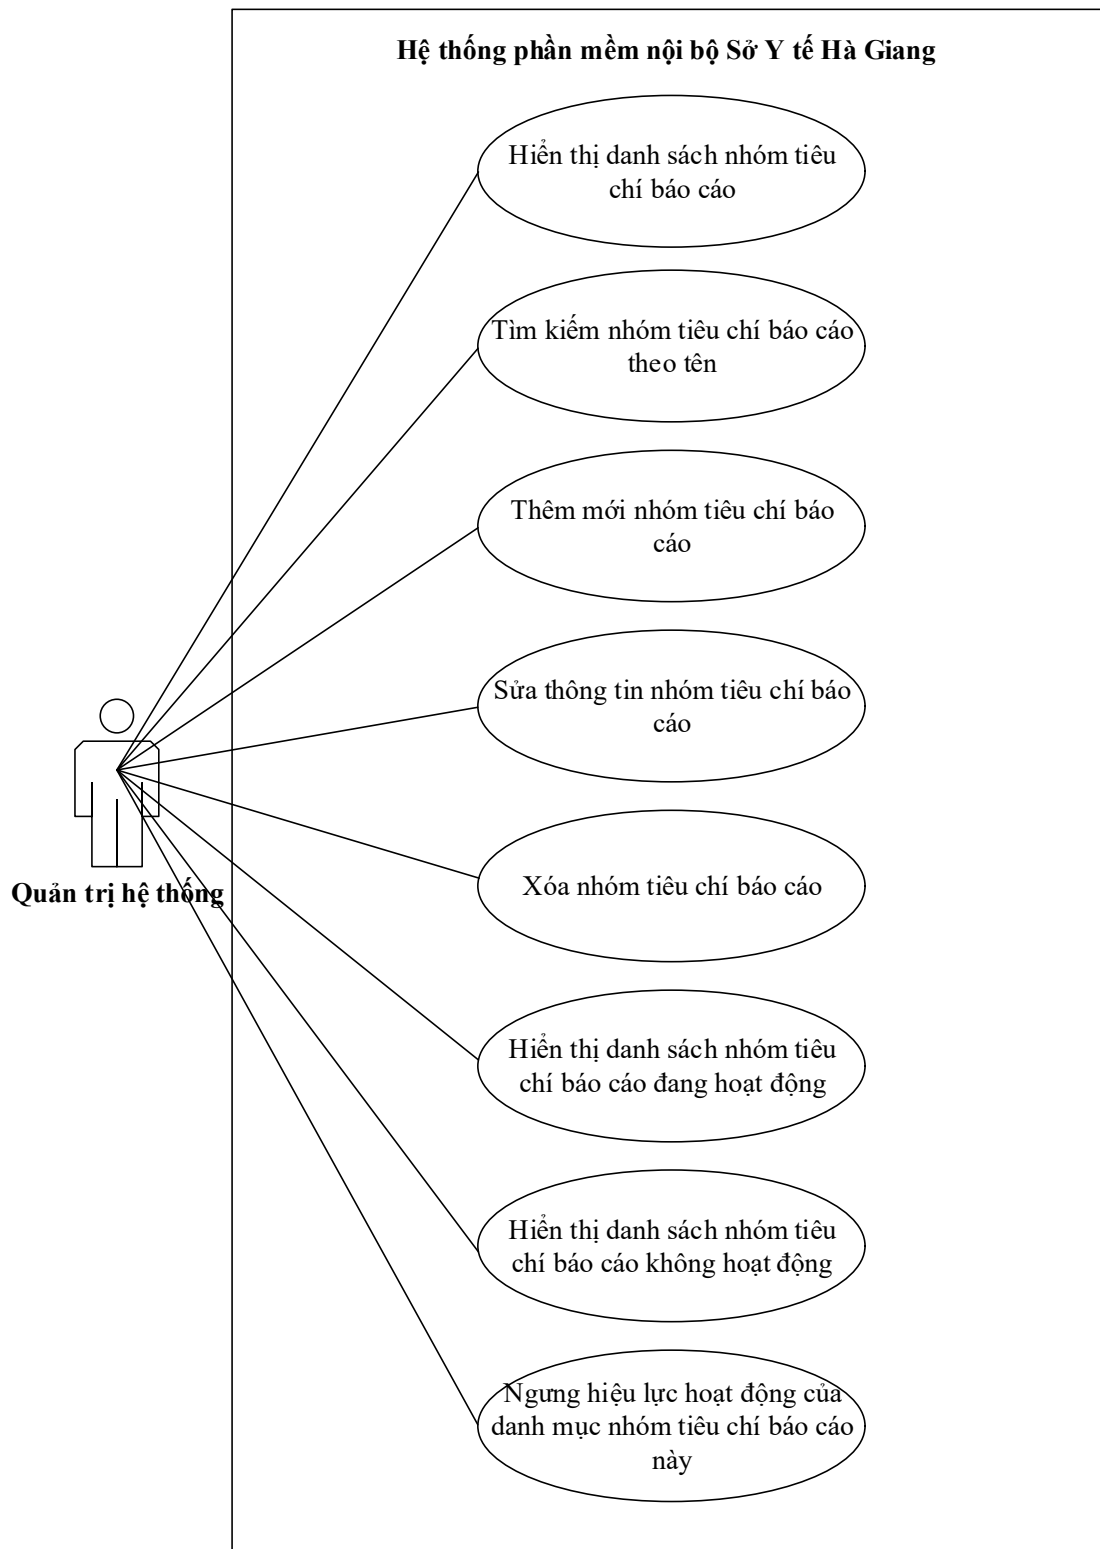 Hệ thống phần mềm nội bộ Sở Y tế Hà Giang
Hiển thị danh sách nhóm tiêu
chí báo cáo
Tìm kiếm nhóm tiêu chí báo cáo
theo tên
Thêm mới nhóm tiêu chí báo
cáo
Sửa thông tin nhóm tiêu chí báo
cáo
Xóa nhóm tiêu chí báo cáo
Quản trị hệ thống
Hiển thị danh sách nhóm tiêu
chí báo cáo đang hoạt động
Hiển thị danh sách nhóm tiêu
chí báo cáo không hoạt động
Ngưng hiệu lực hoạt động của
danh mục nhóm tiêu chí báo cáo
này